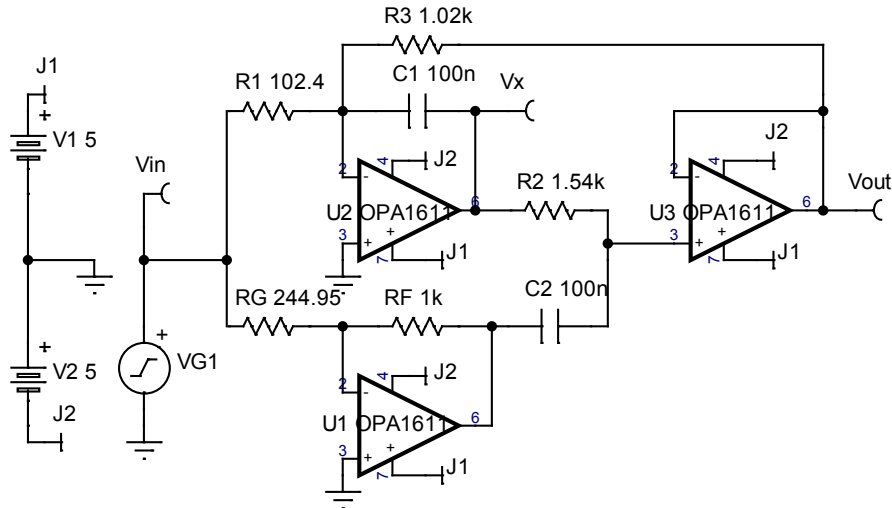 R3 1.02k
C1 100n
Vx
R1 102.4
J1
+
V1 5
Vin
2
-
4
J2
U2 OPA1611
6
3
+
+
7
J1
R2 1.54k
2
-
4
J2
U3 OPA1611
6
Vout
3
+
+
7
J1
C2 100n
RG 244.95
RF 1k
+
V2 5
J2
+
VG1
2
-
4
J2
U1 OPA1611
6
3
+
+
7
J1